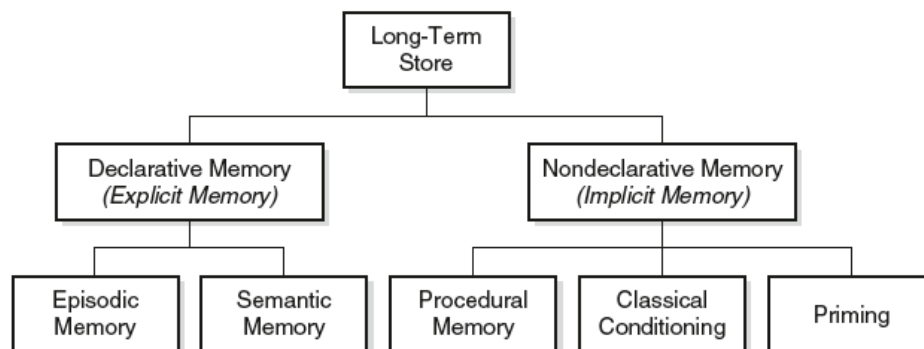 Long-Term
Store
Declarative Memory
(Explicit Memory)
Nondeclarative Memory
(Implicit Memory)
Episodic
Memory
Semantic
Memory
Procedural
Memory
Classical
Conditioning
Priming